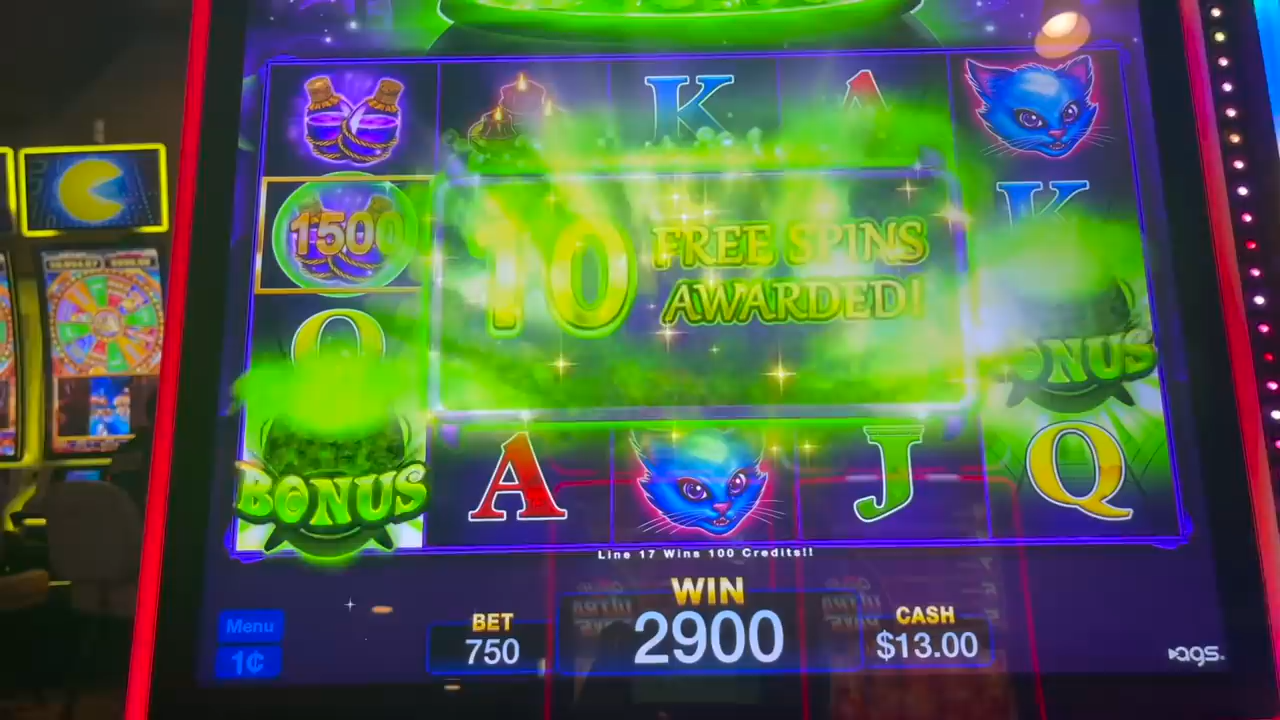 K
A
1500
K
10 FREE SPINS
AWARDED!
Q
BONUS
BONUS
A
J
Q
Line 17 Wins 100 Credits!!
Menu
1¢
BET
750
WIN
2900
CASH
$13.00
ags.